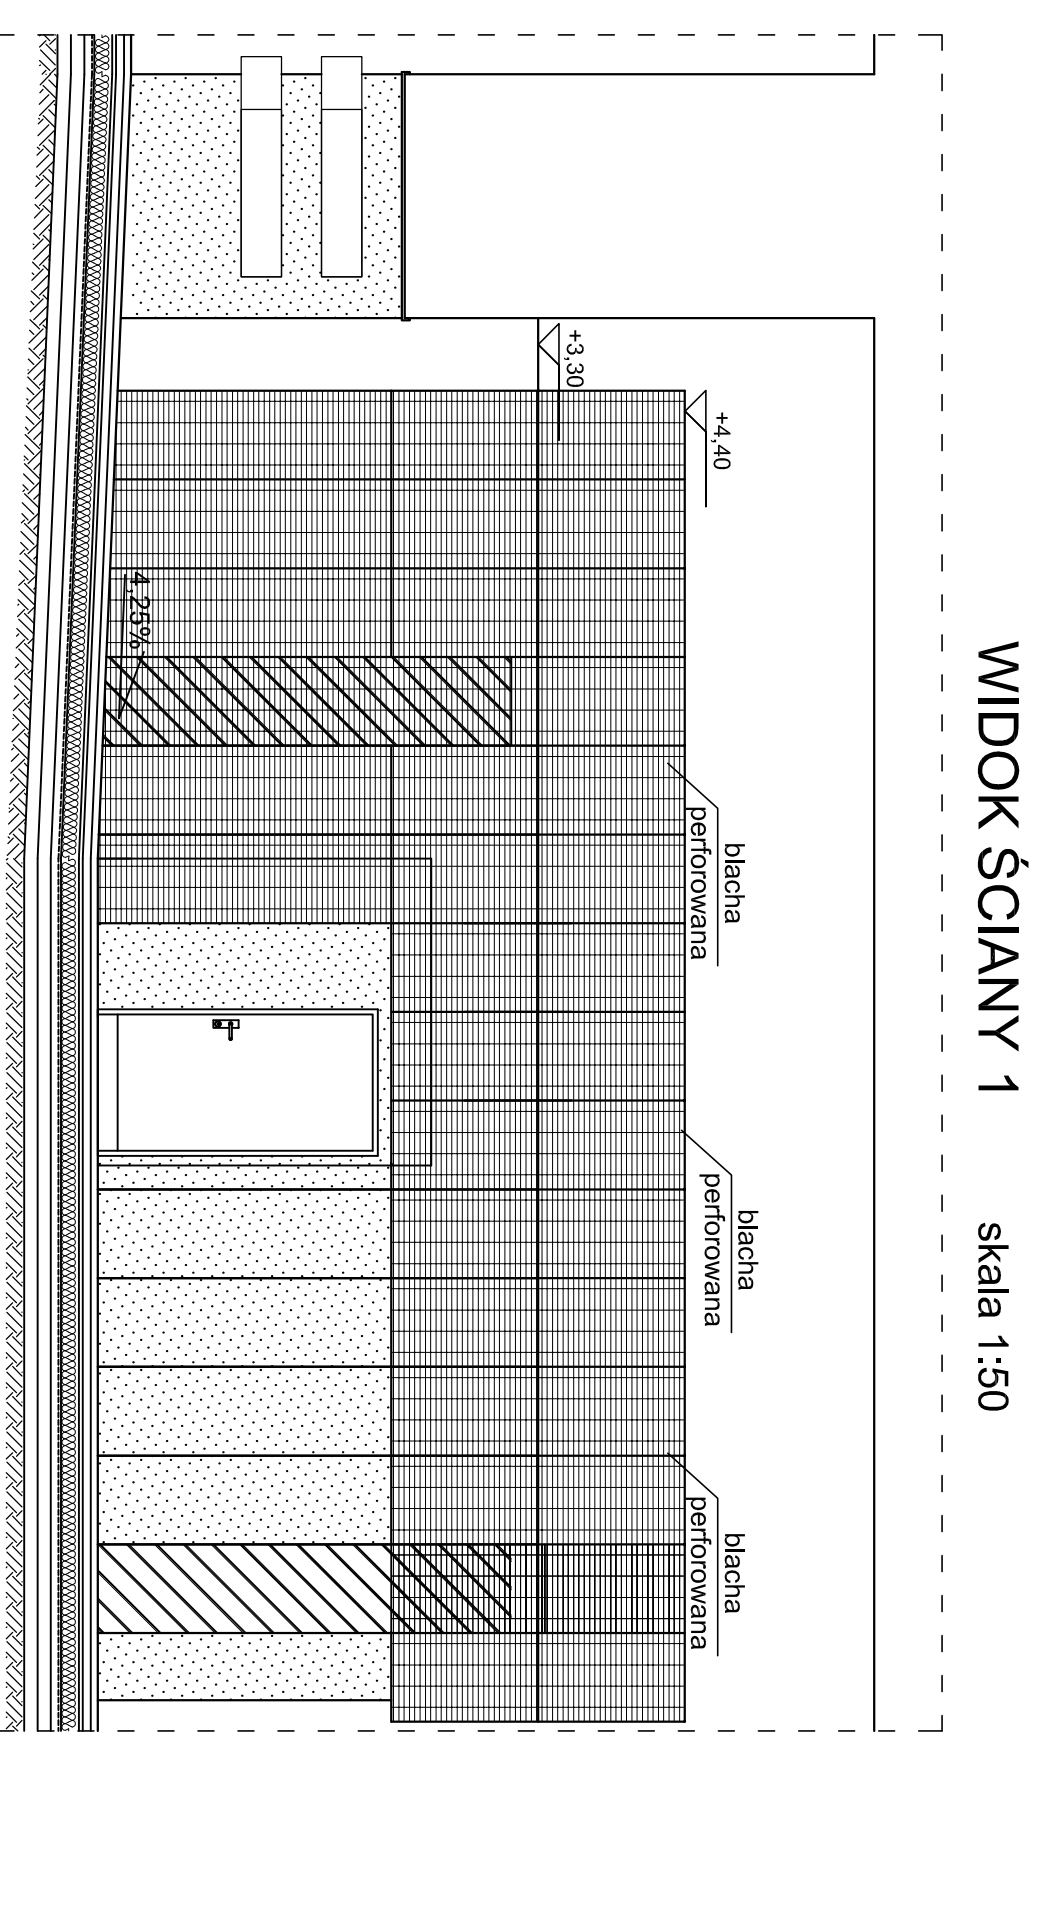 WIDOK ŚCIANY 1 skala 1:50
+4,40
+3,30
blacha
perforowana
blacha
perforowana
blacha
perforowana
4,25%